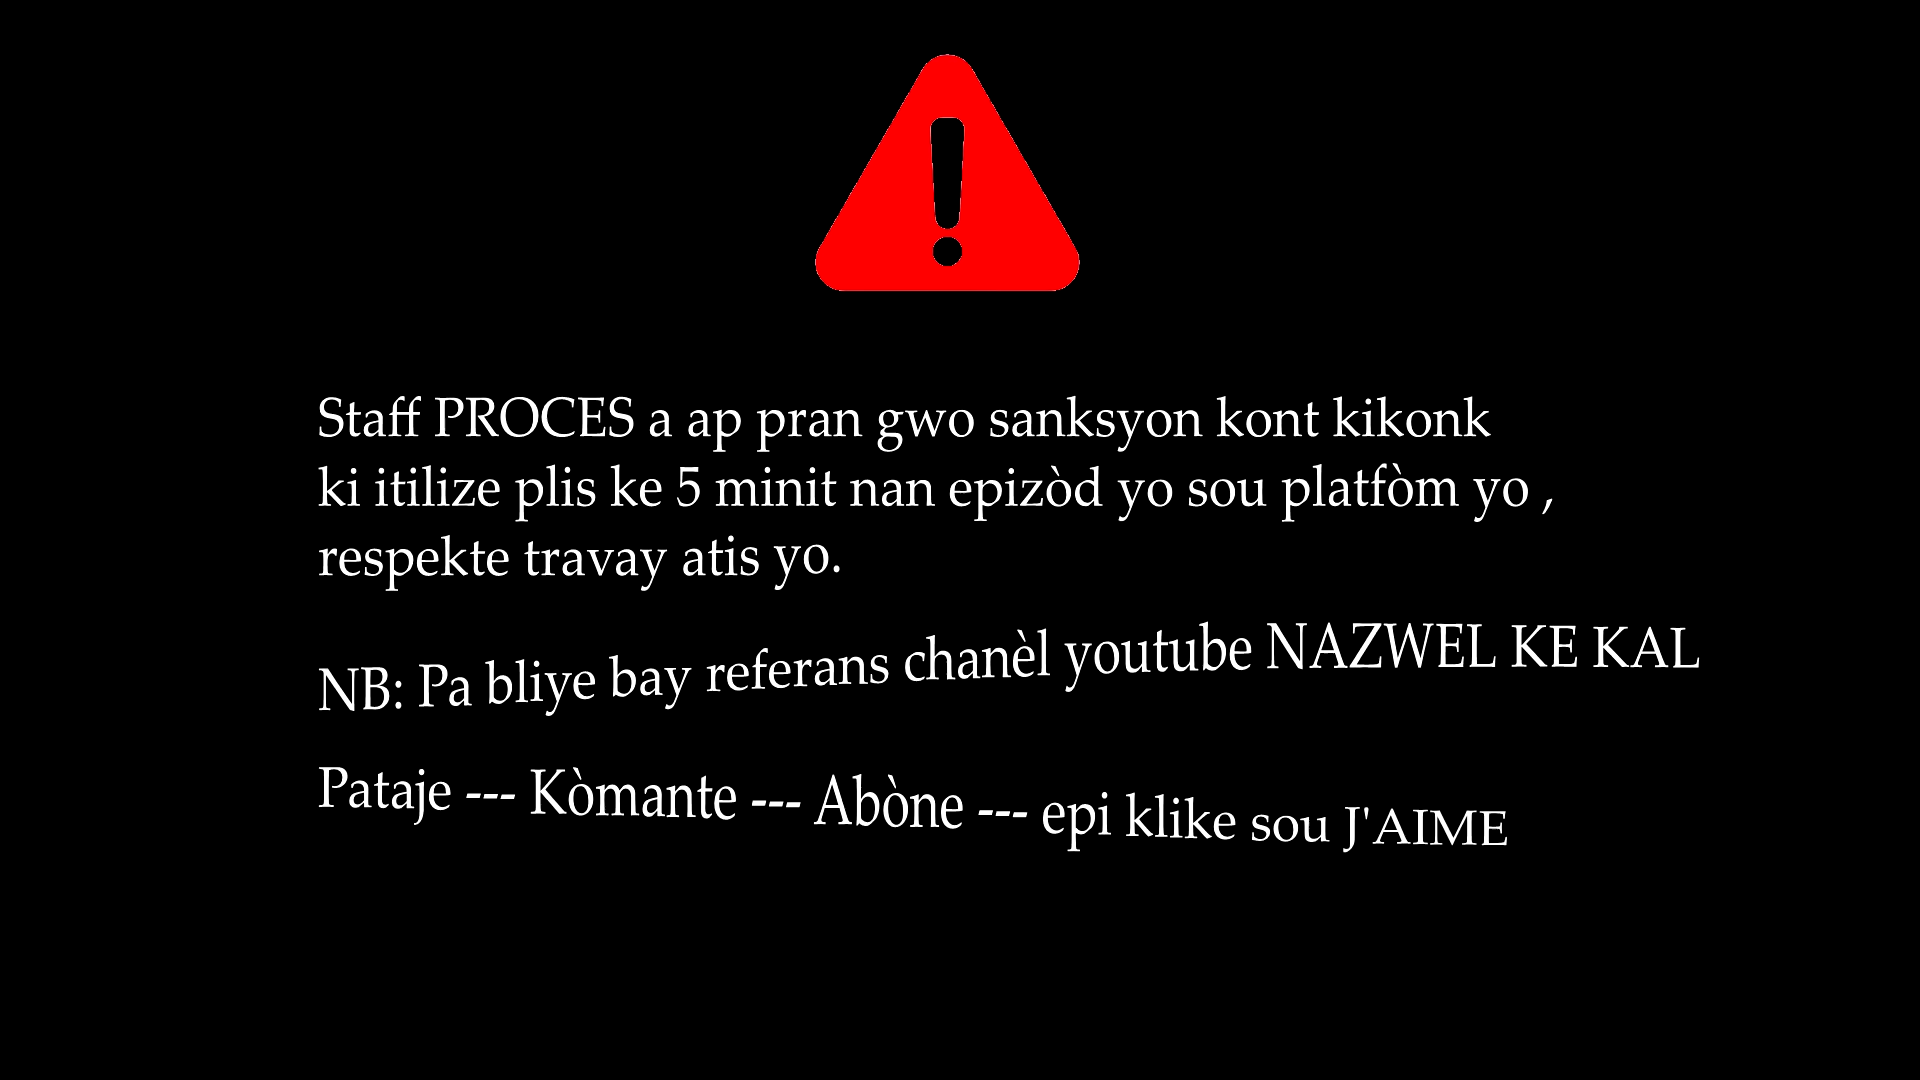 Staff PROCES a ap pran gwo sanksyon kont kikonk
ki itilize plis ke 5 minit nan epizòd yo sou platfòm yo ,
respekte travay atis yo.
NB: Pa bliye bay referans chanèl youtube NAZWEL KE KAL
Pataje --- Kòmante --- Abòne --- epi klike sou J'AIME